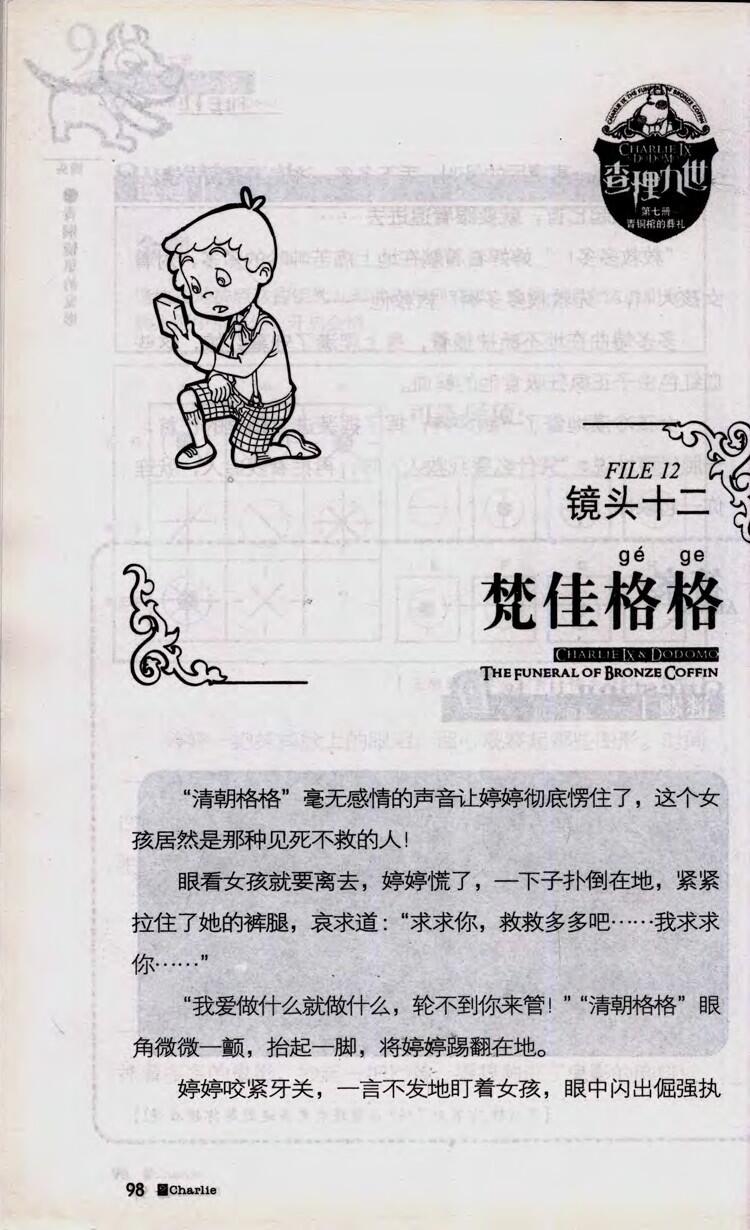 CHARLIE IX THE FUNERAL OF BRONZE COFFIN
CHARLIE IX
DODOMO
查理九世
第七册
青铜棺的葬礼
FILE 12
镜头十二
gé ge
梵佳格格
CHARLIE IX & DODOMO
THE FUNERAL OF BRONZE COFFIN
“清朝格格”毫无感情的声音让婷婷彻底愣住了，这个女
孩居然是那种见死不救的人！
眼看女孩就要离去，婷婷慌了，一下子扑倒在地，紧紧
拉住了她的裤腿，哀求道：“求求你，救救多多吧……我求求
你……”
“我爱做什么就做什么，轮不到你来管！”“清朝格格”眼
角微微一颤，抬起一脚，将婷婷踢翻在地。
婷婷咬紧牙关，一言不发地盯着女孩，眼中闪出倔强执
98 Charlie